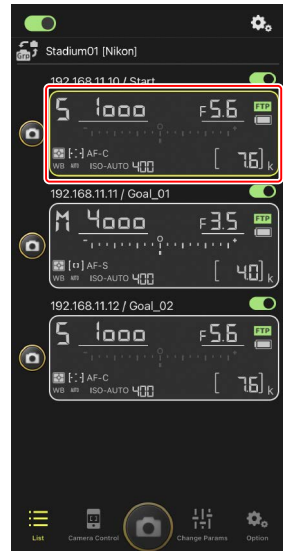 Grp Stadium01 [Nikon]
192.168.11.10 / Start
S 1000 F5.6 FTP
AF-C
WB ISO-AUTO 400 [ 7.6] k
192.168.11.11 / Goal_01
M 4000 F3.5 FTP
AF-S
WB ISO-AUTO 400 [ 4.0] k
192.168.11.12 / Goal_02
S 1000 F5.6 FTP
AF-C
WB ISO-AUTO 400 [ 7.6] k
List Camera Control Change Params Option